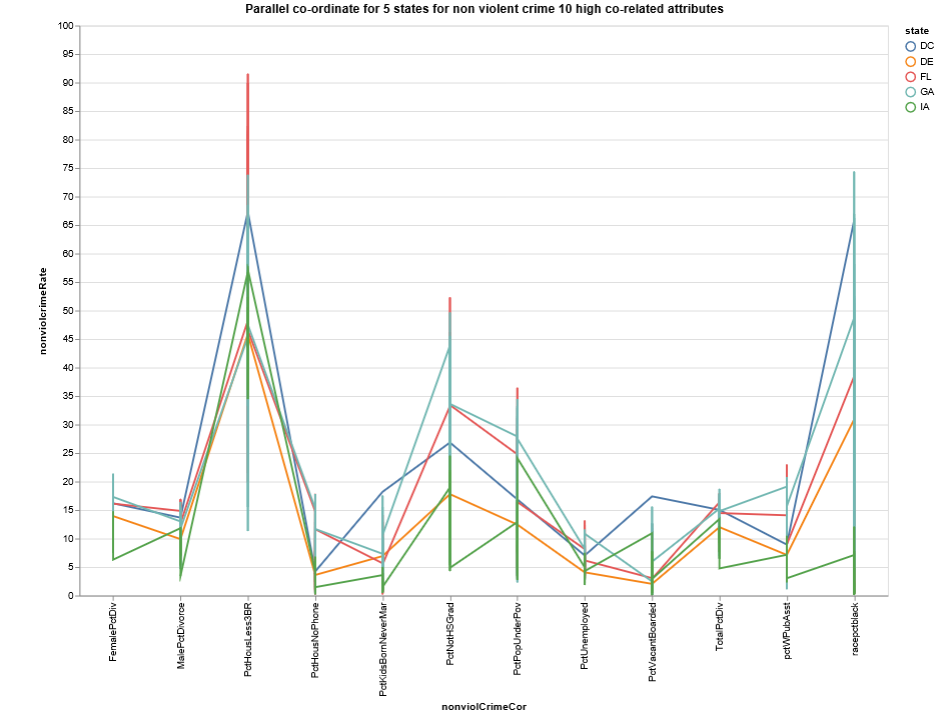 Parallel co-ordinate for 5 states for non violent crime 10 high co-related attributes
state
DC
DE
FL
GA
IA
100
95
90
85
80
75
70
65
60
55
50
45
40
35
30
25
20
15
10
5
0
nonviolcrimeRate
FemalePctDiv
MalePctDivorce
PctHousLess3BR
PctHousNoPhone
PctKidsBornNeverMar
PctNotHSGrad
PctPopUnderPov
PctUnemployed
PctVacantBoarded
TotalPctDiv
pctWPubAsst
racepctblack
nonviolCrimeCor